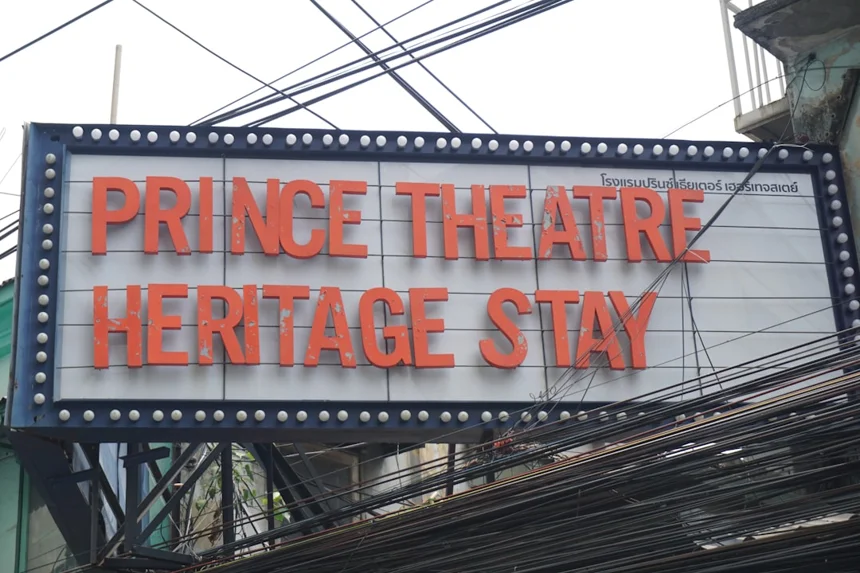 โรงแรมปรินซ์เธียเตอร์ เฮอริเทจสเตย์
PRINCE THEATRE
HERITAGE STAY